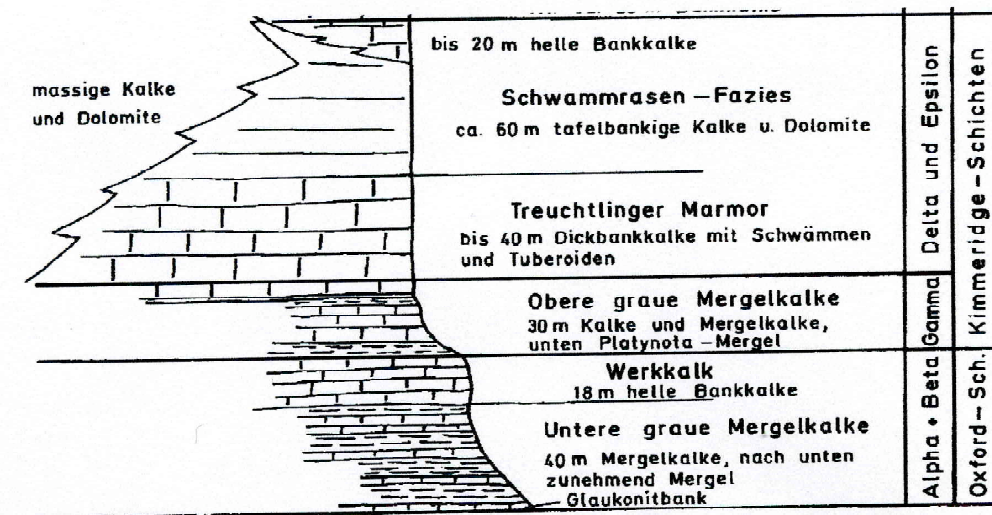 bis 20 m helle Bankkalke
massige Kalke
und Dolomite
Schwammrasen – Fazies
ca. 60 m tafelbankige Kalke u. Dolomite
Treuchtlinger Marmor
bis 40 m Dickbankkalke mit Schwämmen
und Tuberoiden
Obere graue Mergelkalke
30 m Kalke und Mergelkalke,
unten Platynota – Mergel
Werkkalk
18 m helle Bankkalke
Untere graue Mergelkalke
40 m Mergelkalke, nach unten
zunehmend Mergel
Glaukonitbank
Delta und Epsilon
Gamma
Alpha + Beta
Kimmeridge – Schichten
Oxford – Sch.